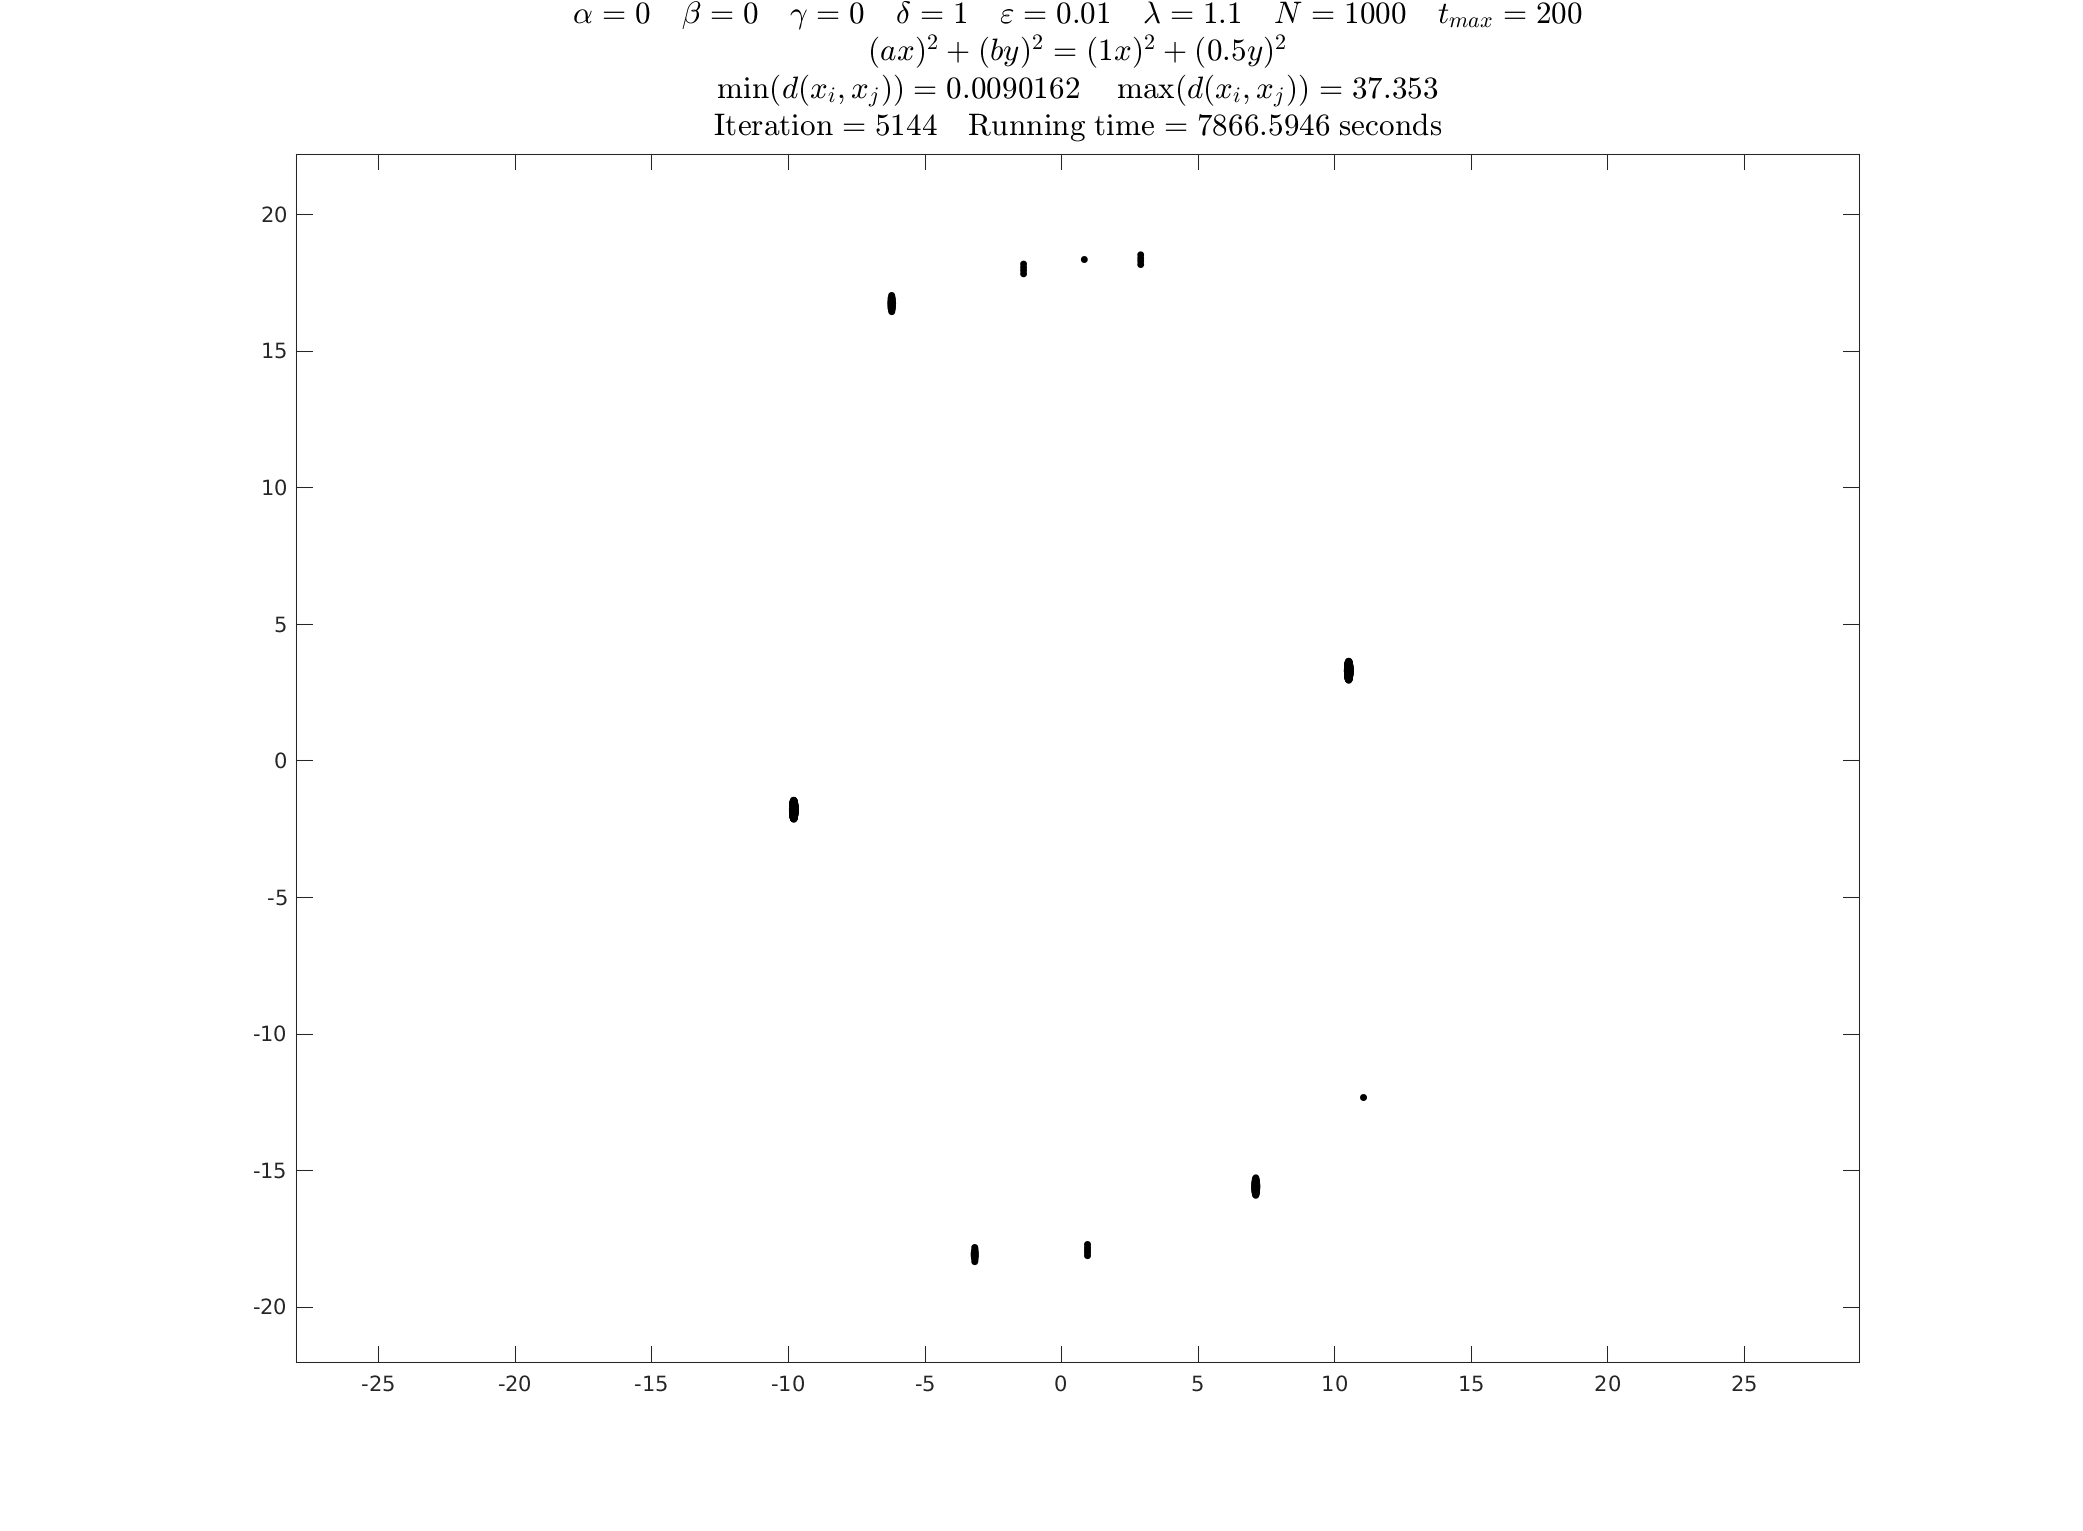 α = 0 β = 0 γ = 0 δ = 1 ε = 0.01 λ = 1.1 N = 1000 t_max = 200
(ax)² + (by)² = (1x)² + (0.5y)²
min(d(x_i, x_j)) = 0.0090162 max(d(x_i, x_j)) = 37.353
Iteration = 5144 Running time = 7866.5946 seconds
20
15
10
5
0
-5
-10
-15
-20
-25 -20 -15 -10 -5 0 5 10 15 20 25